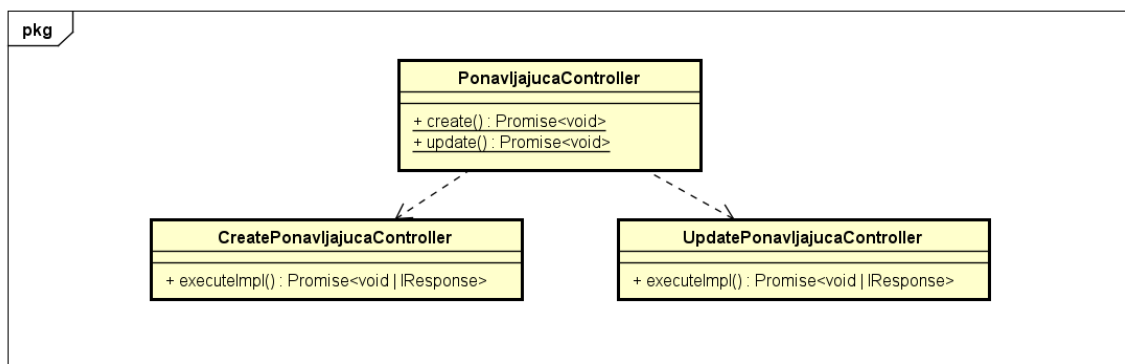 pkg
PonavljajucaController
+ create() : Promise<void>
+ update() : Promise<void>
CreatePonavljajucaController
+ executeImpl() : Promise<void | IResponse>
UpdatePonavljajucaController
+ executeImpl() : Promise<void | IResponse>